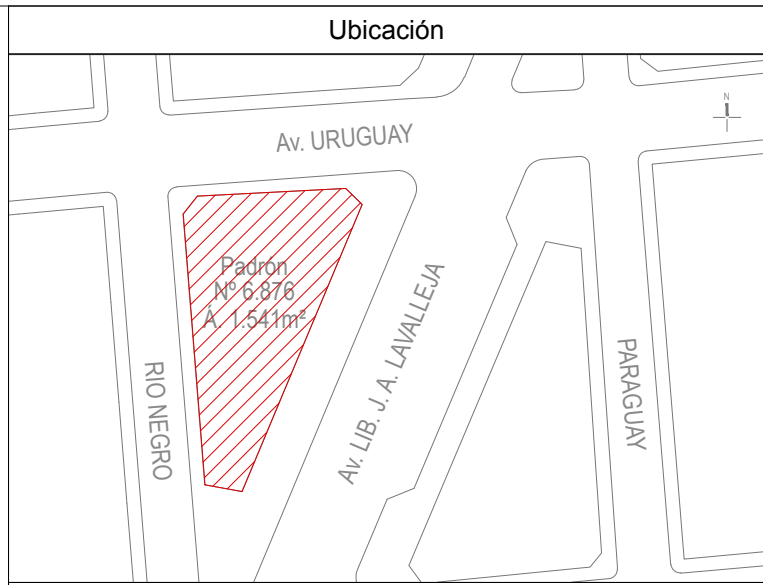 Ubicación
N
Av. URUGUAY
Padrón
Nº 6.876
Á. 1.541m²
Av. LIB. J. A. LAVALLEJA
RIO NEGRO
PARAGUAY